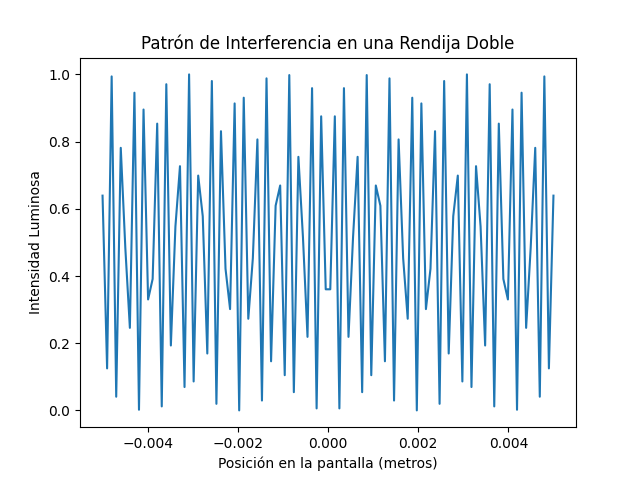 Patrón de Interferencia en una Rendija Doble
1.0
0.8
0.6
0.4
0.2
0.0
Intensidad Luminosa
−0.004 −0.002 0.000 0.002 0.004
Posición en la pantalla (metros)